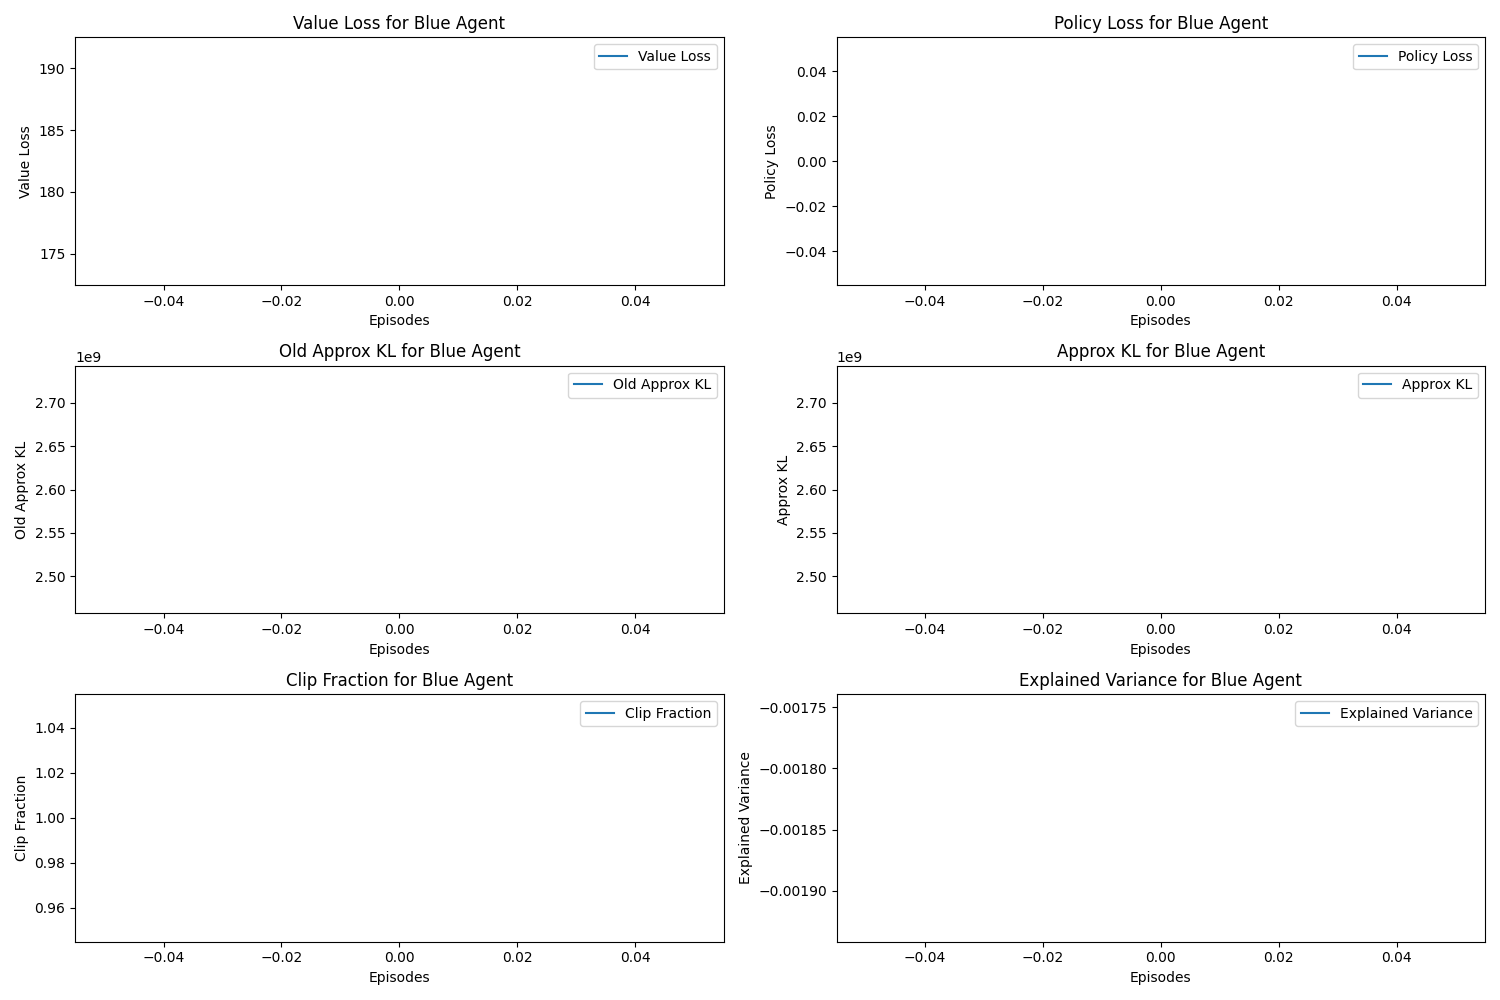 Value Loss for Blue Agent
Value Loss
190
185
180
175
Value Loss
−0.04 −0.02 0.00 0.02 0.04
Episodes
Policy Loss for Blue Agent
Policy Loss
0.04
0.02
0.00
−0.02
−0.04
Policy Loss
−0.04 −0.02 0.00 0.02 0.04
Episodes
Old Approx KL for Blue Agent
1e9
Old Approx KL
2.70
2.65
2.60
2.55
2.50
Old Approx KL
−0.04 −0.02 0.00 0.02 0.04
Episodes
Approx KL for Blue Agent
1e9
Approx KL
2.70
2.65
2.60
2.55
2.50
Approx KL
−0.04 −0.02 0.00 0.02 0.04
Episodes
Clip Fraction for Blue Agent
Clip Fraction
1.04
1.02
1.00
0.98
0.96
Clip Fraction
−0.04 −0.02 0.00 0.02 0.04
Episodes
Explained Variance for Blue Agent
Explained Variance
−0.00175
−0.00180
−0.00185
−0.00190
Explained Variance
−0.04 −0.02 0.00 0.02 0.04
Episodes